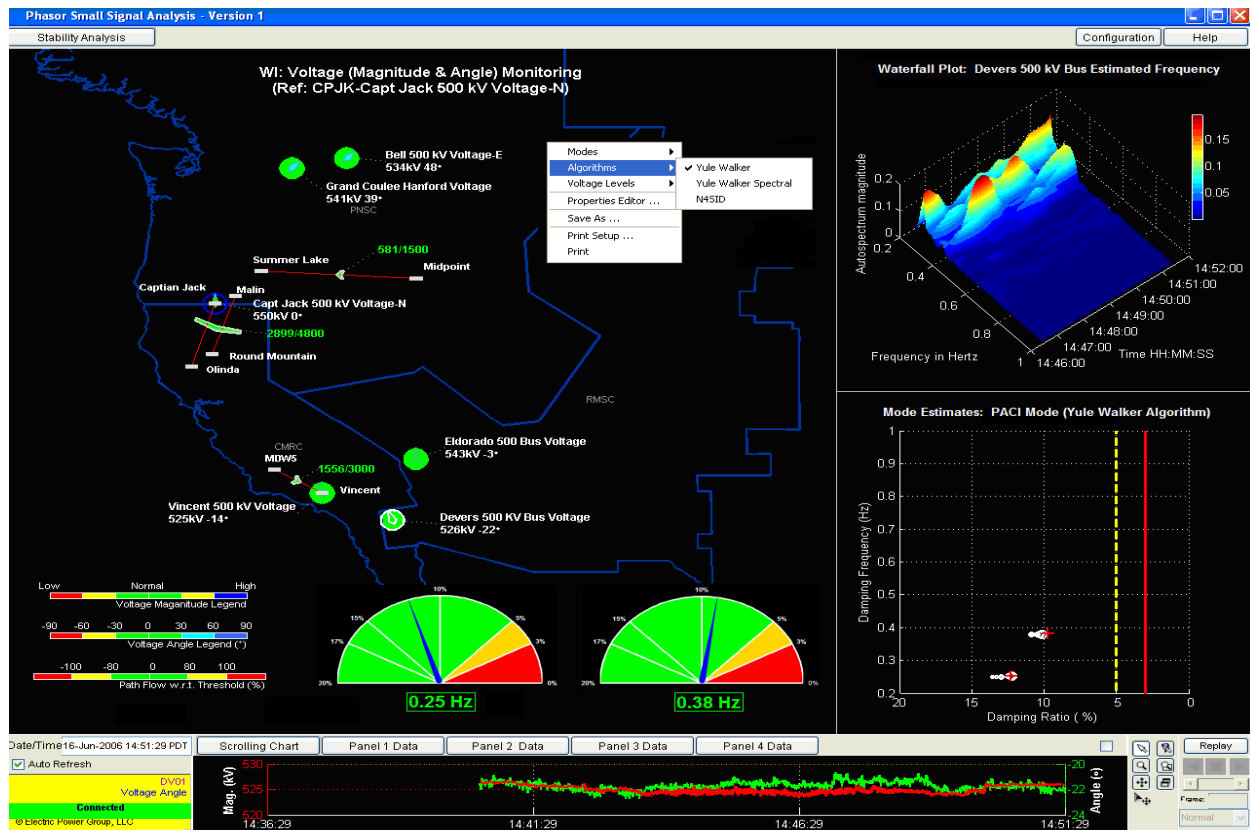 Phasor Small Signal Analysis - Version 1
Stability Analysis
Configuration
Help
WI: Voltage (Magnitude & Angle) Monitoring
(Ref: CPJK-Capt Jack 500 kV Voltage-N)
Bell 500 kV Voltage-E
534kV 48°
Grand Coulee Hanford Voltage
541kV 39°
PNSC
581/1500
Summer Lake
Midpoint
Captian Jack
Malin
Capt Jack 500 kV Voltage-N
550kV 0°
2899/4800
Round Mountain
Olinda
RMSC
Eldorado 500 Bus Voltage
543kV -3°
CMRC
MDW5
1556/3000
Vincent
Vincent 500 kV Voltage
525kV -14°
Devers 500 KV Bus Voltage
526kV -22°
Modes
Algorithms
Voltage Levels
Properties Editor ...
Save As ...
Print Setup ...
Print
Yule Walker
Yule Walker Spectral
N4SID
Low Normal High
Voltage Magnitude Legend
-90 -60 -30 0 30 60 90
Voltage Angle Legend (°)
-100 -80 0 80 100
Path Flow w.r.t. Threshold (%)
20% 17% 15% 10% 5% 3% 0%
0.25 Hz
20% 17% 15% 10% 5% 3% 0%
0.38 Hz
Waterfall Plot: Devers 500 kV Bus Estimated Frequency
Autospectrum magnitude
0.2
0.1
0
0.2
0.4
0.6
0.8
1
Frequency in Hertz
14:46:00
14:47:00
14:48:00
14:49:00
14:50:00
14:51:00
14:52:00
Time HH:MM:SS
0.15
0.1
0.05
Mode Estimates: PACI Mode (Yule Walker Algorithm)
Damping Frequency (Hz)
1
0.9
0.8
0.7
0.6
0.5
0.4
0.3
0.2
20 15 10 5 0
Damping Ratio ( %)
Date/Time 16-Jun-2006 14:51:29 PDT
Auto Refresh
DV01
Voltage Angle
Connected
© Electric Power Group, LLC
Scrolling Chart
Panel 1 Data
Panel 2 Data
Panel 3 Data
Panel 4 Data
Mag. (kV)
530
525
520
-20
-22
-24
Angle (°)
14:36:29 14:41:29 14:46:29 14:51:29
Replay
Frame:
Normal